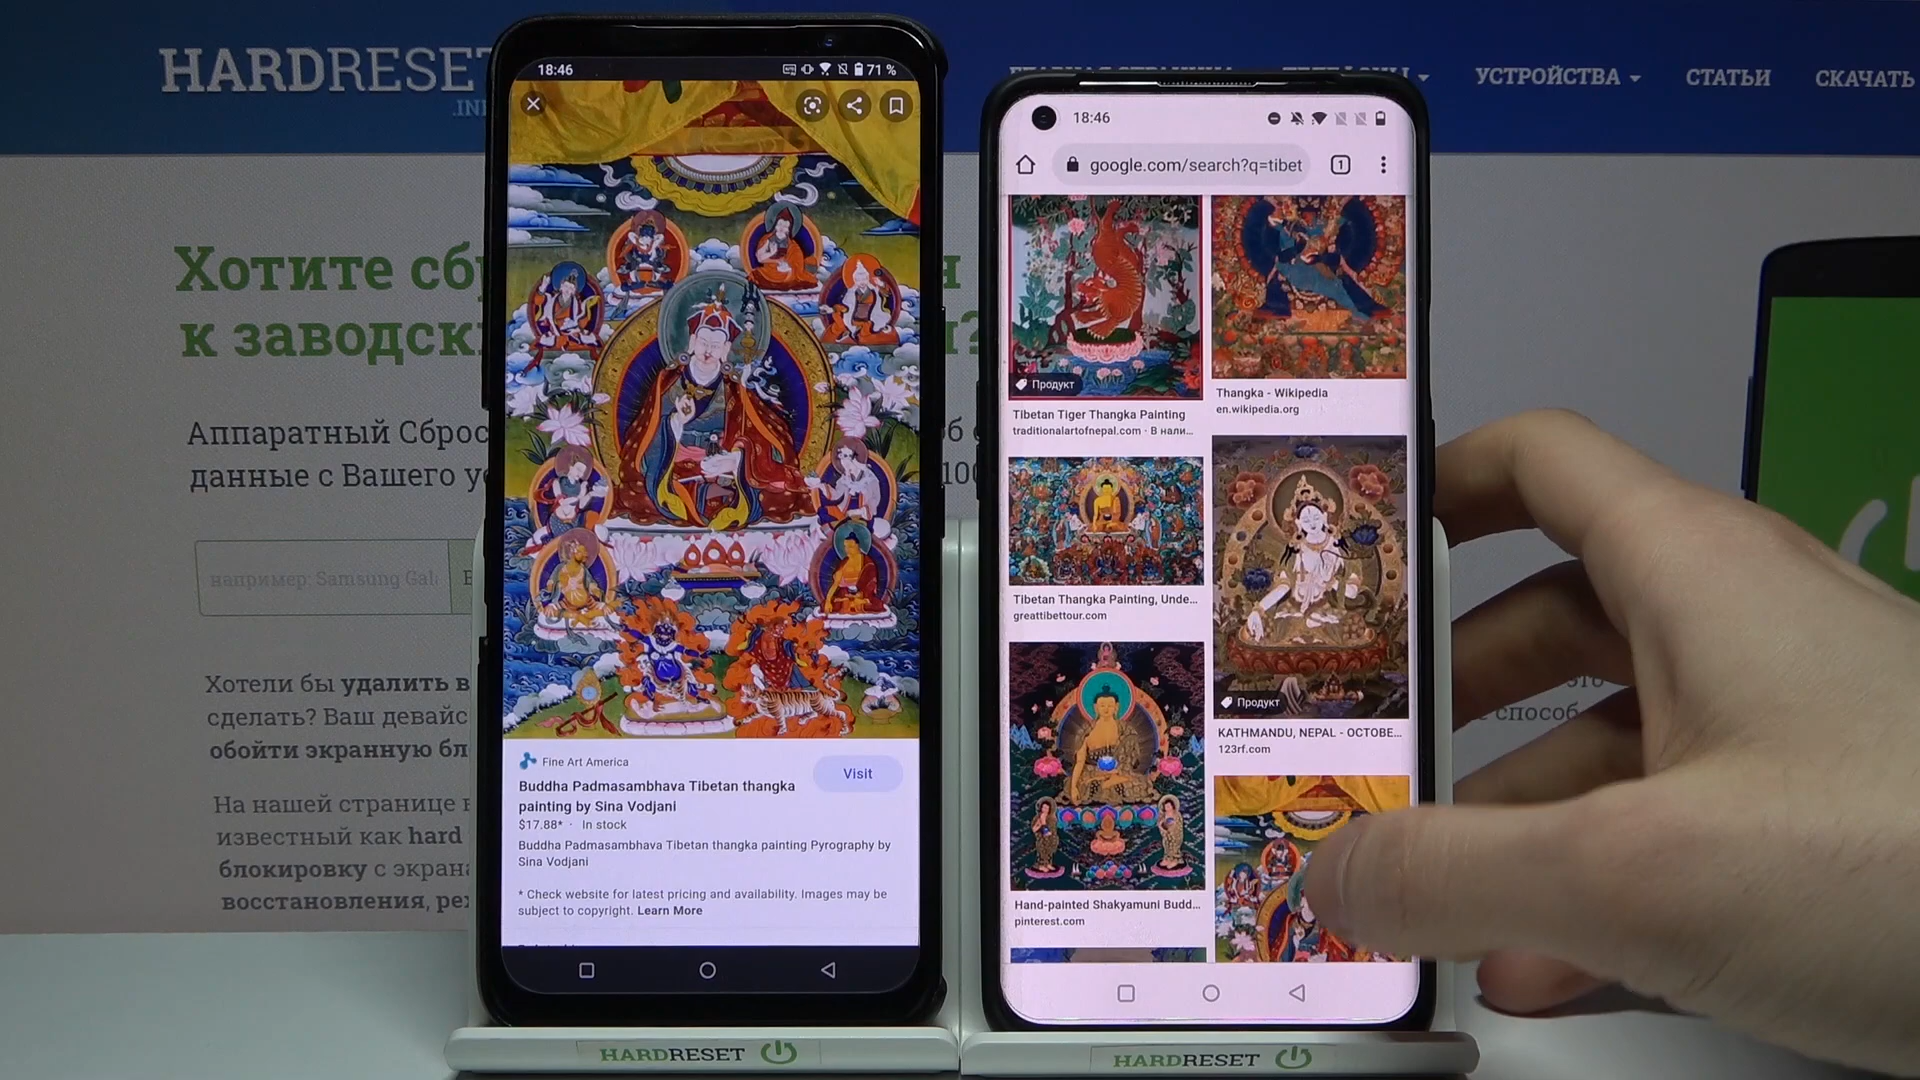 HARDRESET
.INFO
УСТРОЙСТВА
СТАТЬИ
СКАЧАТЬ
Хотите
к заводск
Аппаратный Сброс
данные с Вашего
например: Samsung Gala
Хотели бы удалить в
сделать? Ваш девайс
обойти экранную бл
На нашей странице в
известный как hard
блокировку с экрана
восстановления, ре
способ
18:46
71 %
Fine Art America
Buddha Padmasambhava Tibetan thangka
painting by Sina Vodjani
Visit
$17.88* · In stock
Buddha Padmasambhava Tibetan thangka painting Pyrography by
Sina Vodjani
* Check website for latest pricing and availability. Images may be
subject to copyright. Learn More
18:46
google.com/search?q=tibet
1
Продукт
Tibetan Tiger Thangka Painting
traditionalartofnepal.com · В нали...
Thangka - Wikipedia
en.wikipedia.org
Tibetan Thangka Painting, Unde...
greattibettour.com
Продукт
KATHMANDU, NEPAL - OCTOBE...
123rf.com
Hand-painted Shakyamuni Budd...
pinterest.com
HARDRESET
HARDRESET